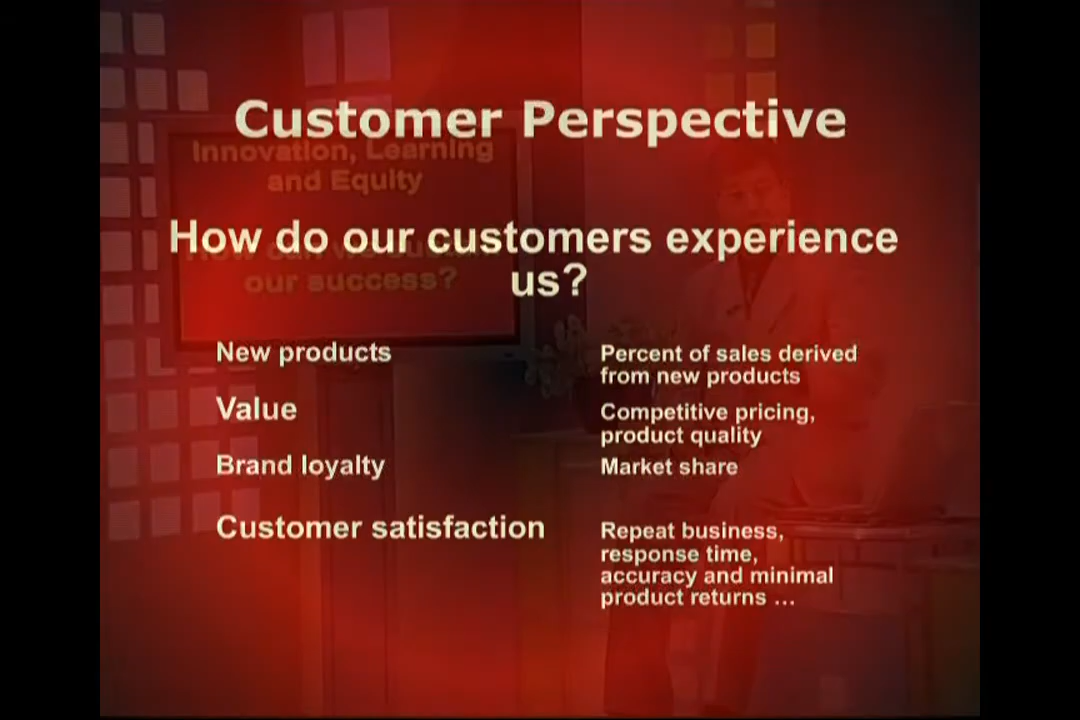 Customer Perspective
Innovation, Learning
and Equity
How do our customers experience
us?
our success?
New products
Percent of sales derived
from new products
Value
Competitive pricing,
product quality
Brand loyalty
Market share
Customer satisfaction
Repeat business,
response time,
accuracy and minimal
product returns ...